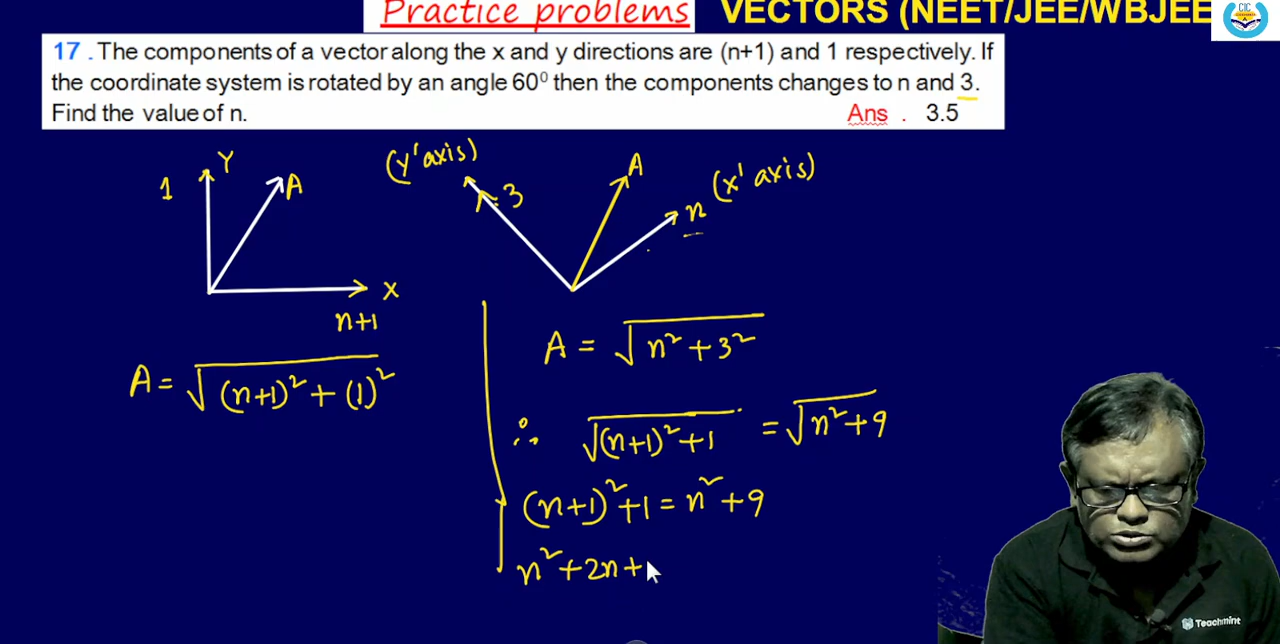 Practice problems
VECTORS (NEET/JEE/WBJEE
CIC
17 . The components of a vector along the x and y directions are (n+1) and 1 respectively. If
the coordinate system is rotated by an angle 60⁰ then the components changes to n and 3.
Find the value of n.
Ans . 3.5
1
Y
A
X
n+1
A = √((n+1)² + (1)²)
(y' axis)
3
A
n
(x' axis)
A = √(n² + 3²)
∴ √((n+1)² + 1) = √(n² + 9)
(n+1)² + 1 = n² + 9
n² + 2n +
Teachmint